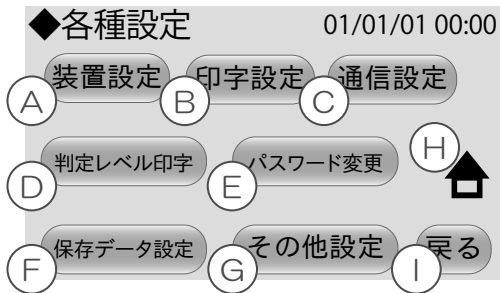 ◆各種設定 01/01/01 00:00
A 装置設定 B 印字設定 C 通信設定
H
D 判定レベル印字 E パスワード変更
F 保存データ設定 G その他設定 I 戻る